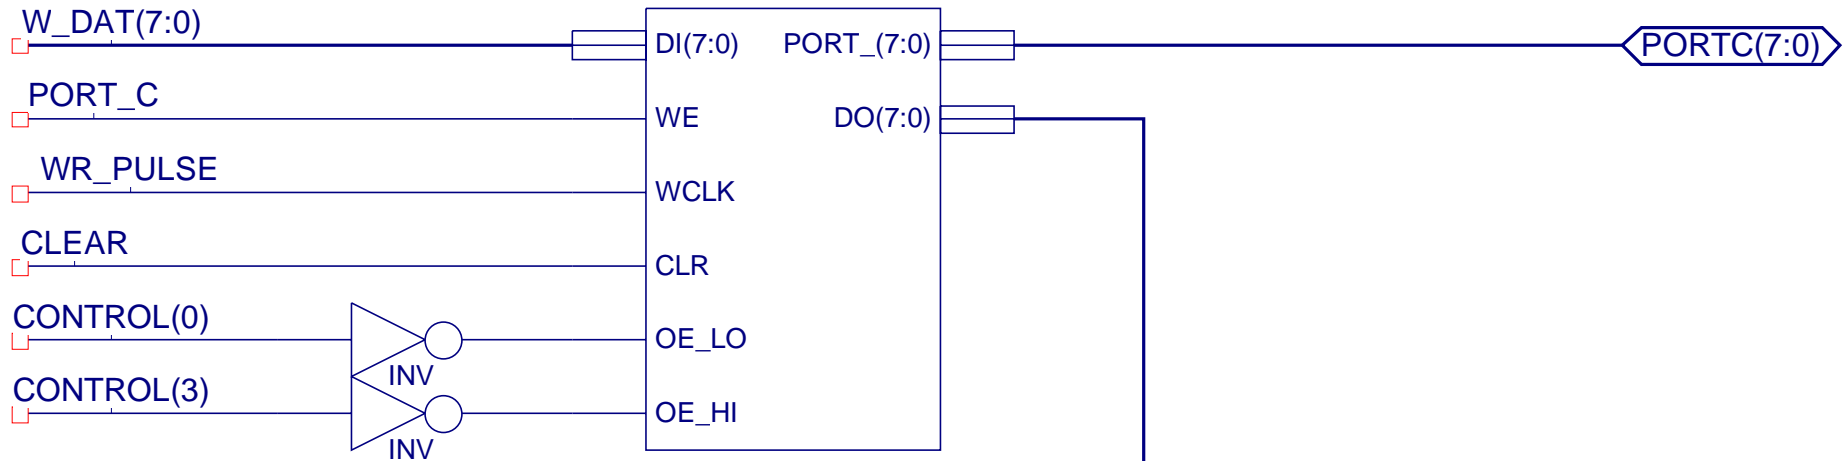 W_DAT(7:0)
DI(7:0)
PORT_(7:0)
PORTC(7:0)
PORT_C
WE
DO(7:0)
WR_PULSE
WCLK
CLEAR
CLR
CONTROL(0)
INV
OE_LO
CONTROL(3)
INV
OE_HI